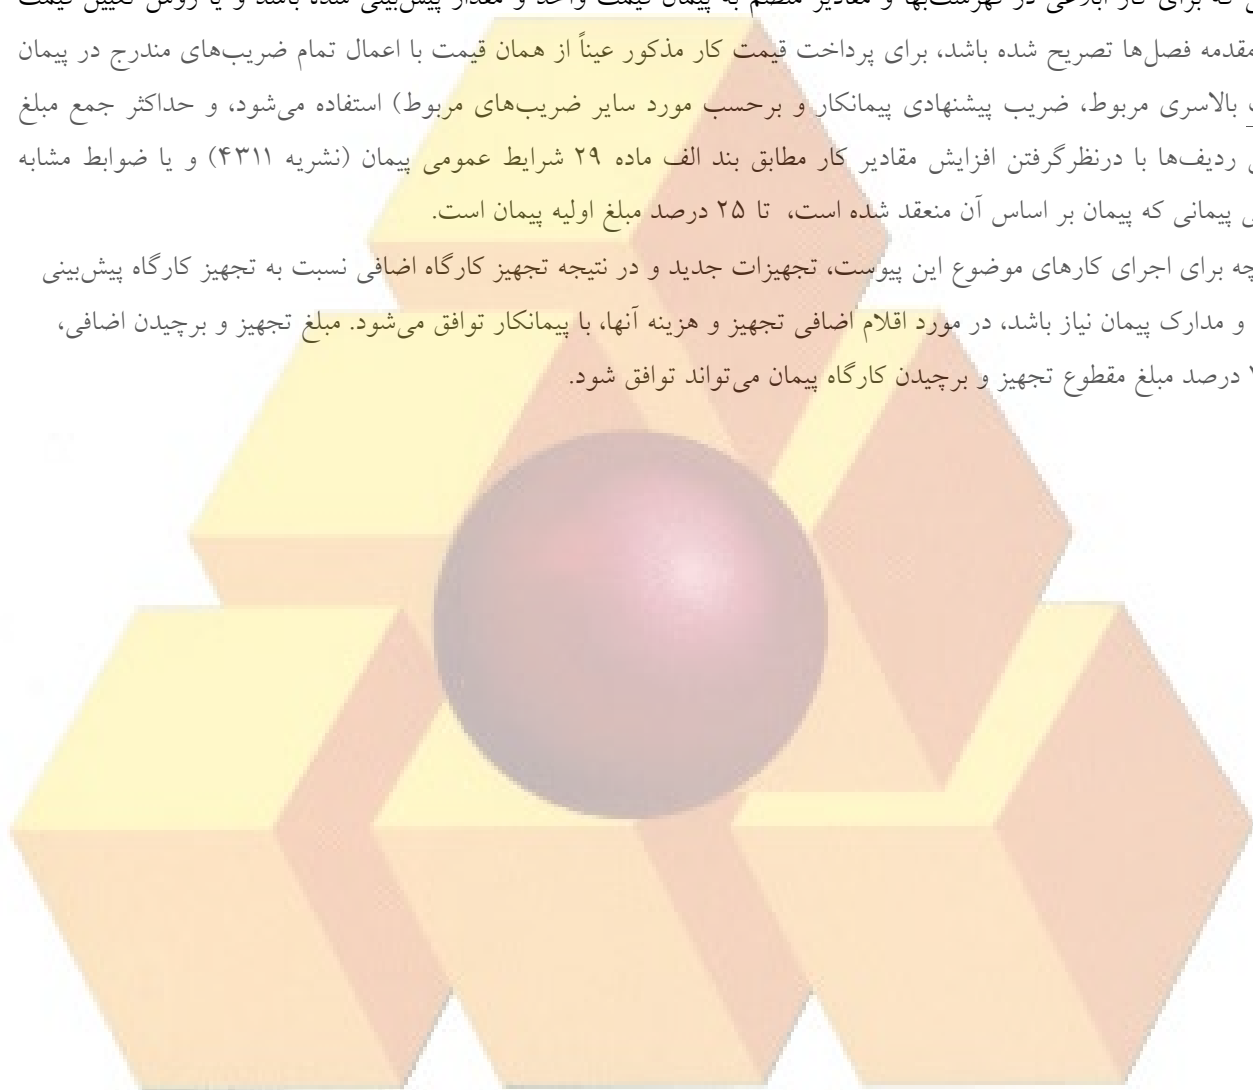 که برای کار ابلاغی در فهرست‌بها و مقادیر منضم به پیمان قیمت واحد و مقدار پیش‌بینی شده باشد و یا روش تعیین قیمت
مقدمه فصل‌ها تصریح شده باشد، برای پرداخت قیمت کار مذکور عیناً از همان قیمت با اعمال تمام ضریب‌های مندرج در پیمان
بالاسری مربوط، ضریب پیشنهادی پیمانکار و برحسب مورد سایر ضریب‌های مربوط) استفاده می‌شود، و حداکثر جمع مبلغ
ردیف‌ها با درنظرگرفتن افزایش مقادیر کار مطابق بند الف ماده ۲۹ شرایط عمومی پیمان (نشریه ۴۳۱۱) و یا ضوابط مشابه
پیمانی که پیمان بر اساس آن منعقد شده است، تا ۲۵ درصد مبلغ اولیه پیمان است.
چه برای اجرای کارهای موضوع این پیوست، تجهیزات جدید و در نتیجه تجهیز کارگاه اضافی نسبت به تجهیز کارگاه پیش‌بینی
و مدارک پیمان نیاز باشد، در مورد اقلام اضافی تجهیز و هزینه آنها، با پیمانکار توافق می‌شود. مبلغ تجهیز و برچیدن اضافی،
درصد مبلغ مقطوع تجهیز و برچیدن کارگاه پیمان می‌تواند توافق شود.